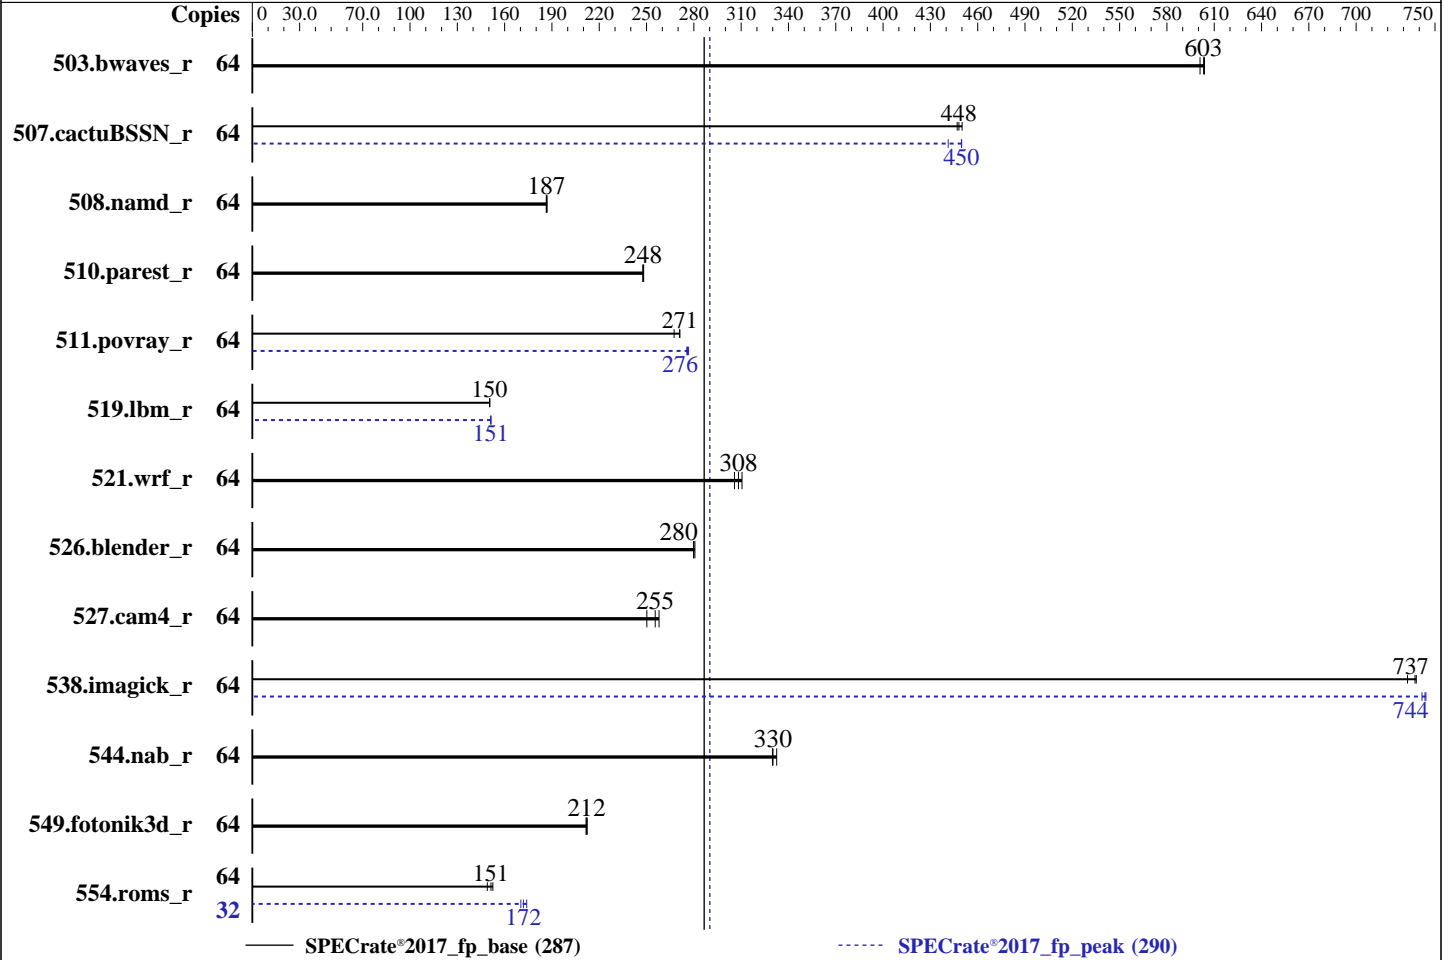 Copies 0 30.0 70.0 100 130 160 190 220 250 280 310 340 370 400 430 460 490 520 550 580 610 640 670 700 750
503.bwaves_r 64 603
507.cactuBSSN_r 64 448
450
508.namd_r 64 187
510.parest_r 64 248
511.povray_r 64 271
276
519.lbm_r 64 150
151
521.wrf_r 64 308
526.blender_r 64 280
527.cam4_r 64 255
538.imagick_r 64 737
744
544.nab_r 64 330
549.fotonik3d_r 64 212
554.roms_r 64 151
32 172
SPECrate®2017_fp_base (287) SPECrate®2017_fp_peak (290)